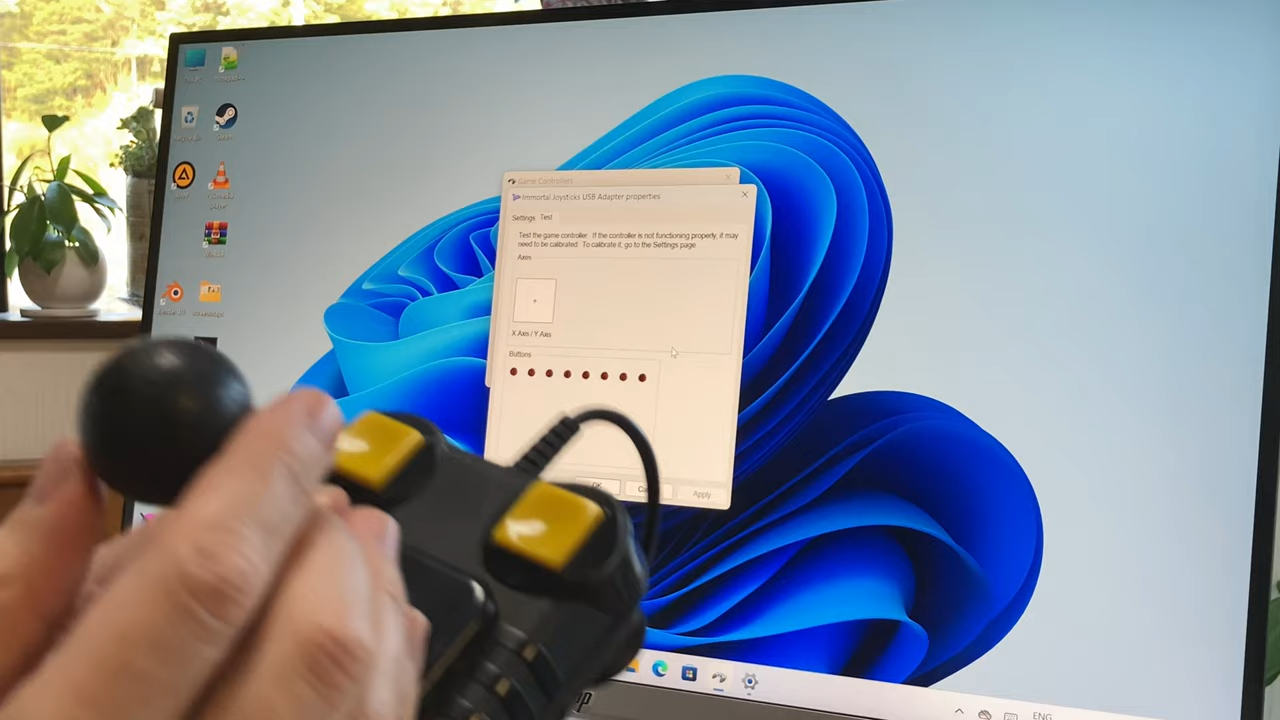 Steam
Game Controllers
Immortal Joysticks USB Adapter properties
Settings Test
Test the game controller. If the controller is not functioning properly, it may
need to be calibrated. To calibrate it, go to the Settings page.
Axes
X Axis / Y Axis
Buttons
OK
Apply
ENG